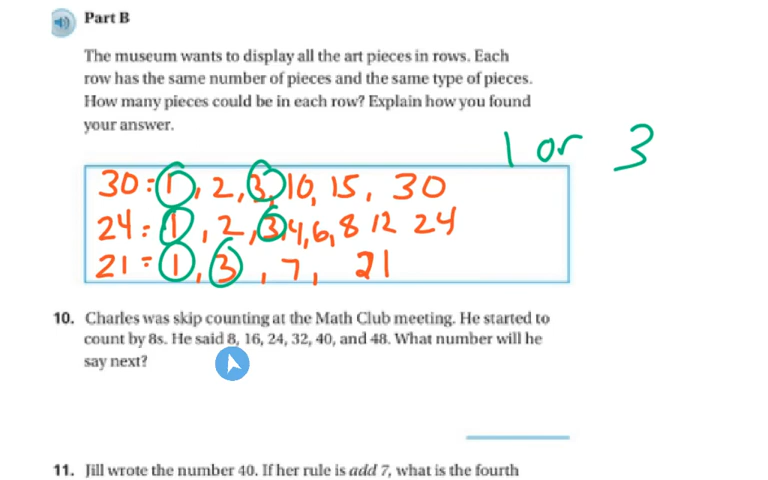 Part B
The museum wants to display all the art pieces in rows. Each
row has the same number of pieces and the same type of pieces.
How many pieces could be in each row? Explain how you found
your answer.
1 or 3
30: 1, 2, 3, 10, 15, 30
24: 1, 2, 3, 4, 6, 8 12 24
21: 1, 3, 7, 21
10. Charles was skip counting at the Math Club meeting. He started to
count by 8s. He said 8, 16, 24, 32, 40, and 48. What number will he
say next?
11. Jill wrote the number 40. If her rule is add 7, what is the fourth